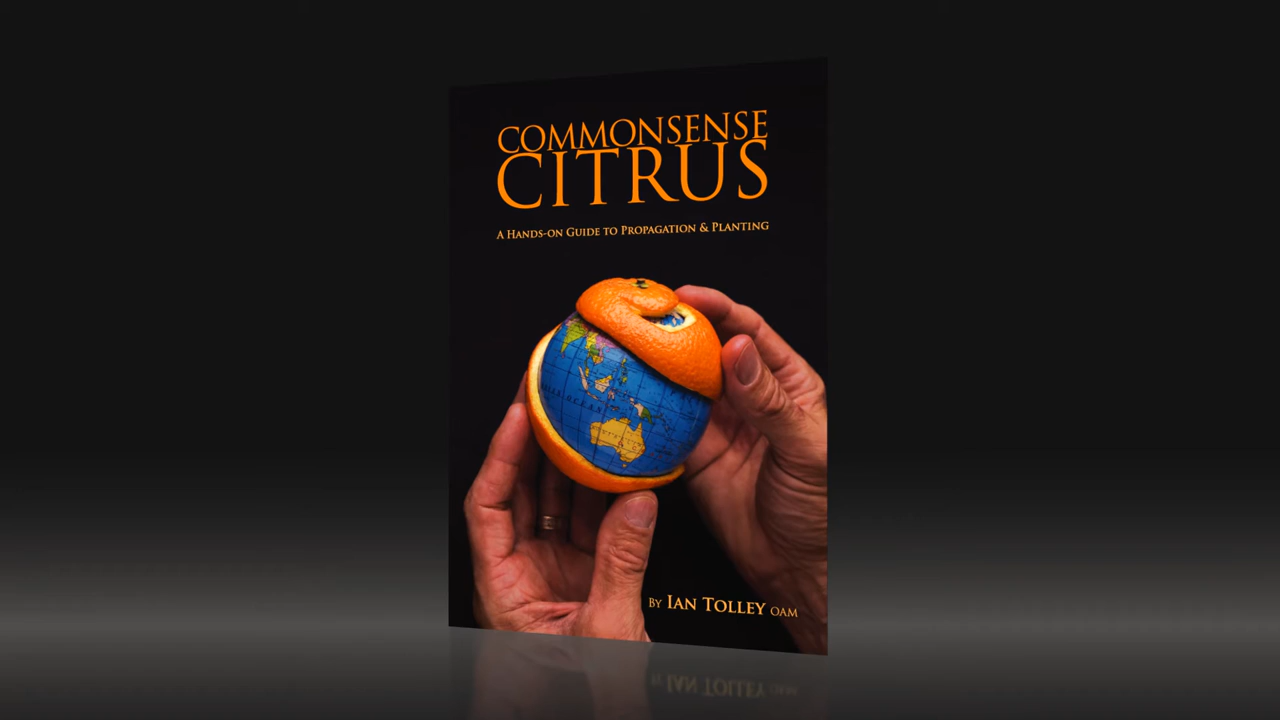 COMMONSENSE
CITRUS
A HANDS-ON GUIDE TO PROPAGATION & PLANTING
BY IAN TOLLEY OAM